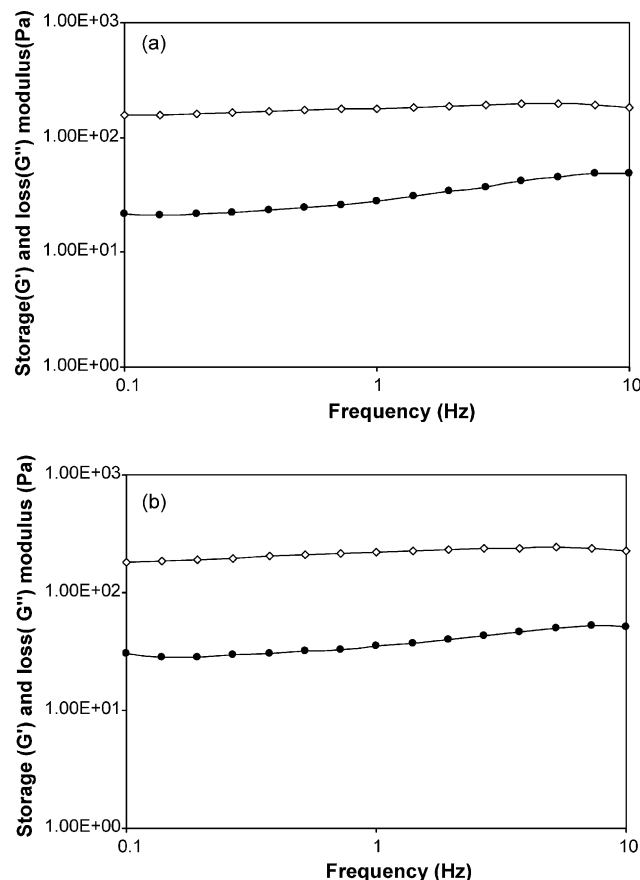 (a)
1.00E+03
1.00E+02
1.00E+01
1.00E+00
Storage(G') and loss(G'') modulus(Pa)
0.1 1 10
Frequency (Hz)
(b)
1.00E+03
1.00E+02
1.00E+01
1.00E+00
Storage (G') and loss( G'') modulus (Pa)
0.1 1 10
Frequency (Hz)